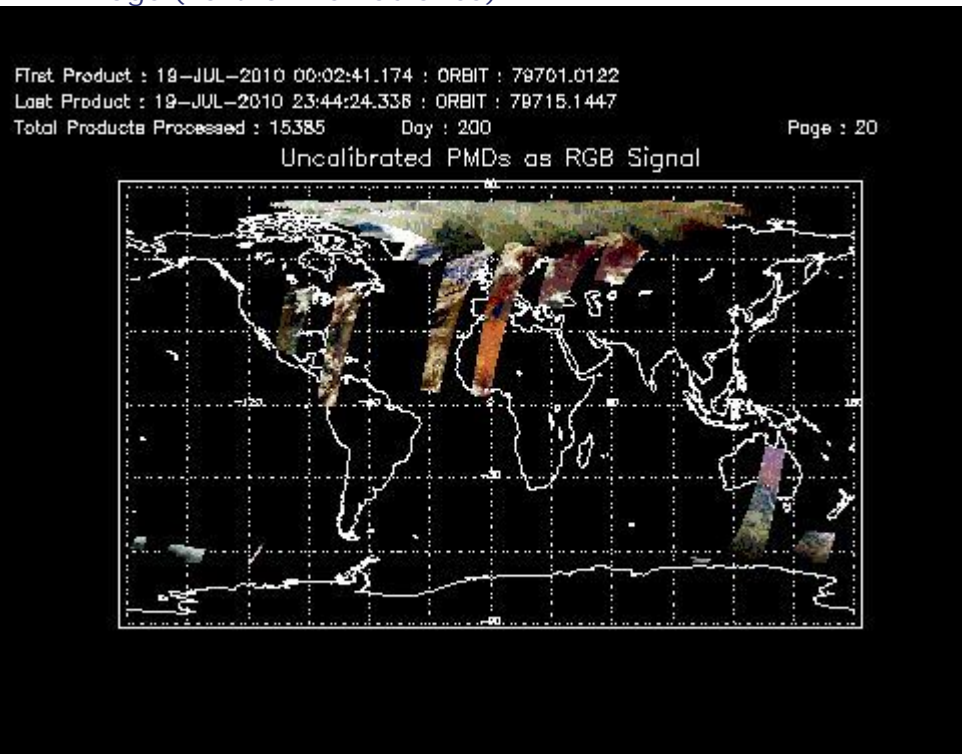 First Product : 19-JUL-2010 00:02:41.174 : ORBIT : 79701.0122
Last Product : 19-JUL-2010 23:44:24.338 : ORBIT : 79715.1447
Total Products Processed : 15385 Day : 200 Page : 20
Uncalibrated PMDs as RGB Signal